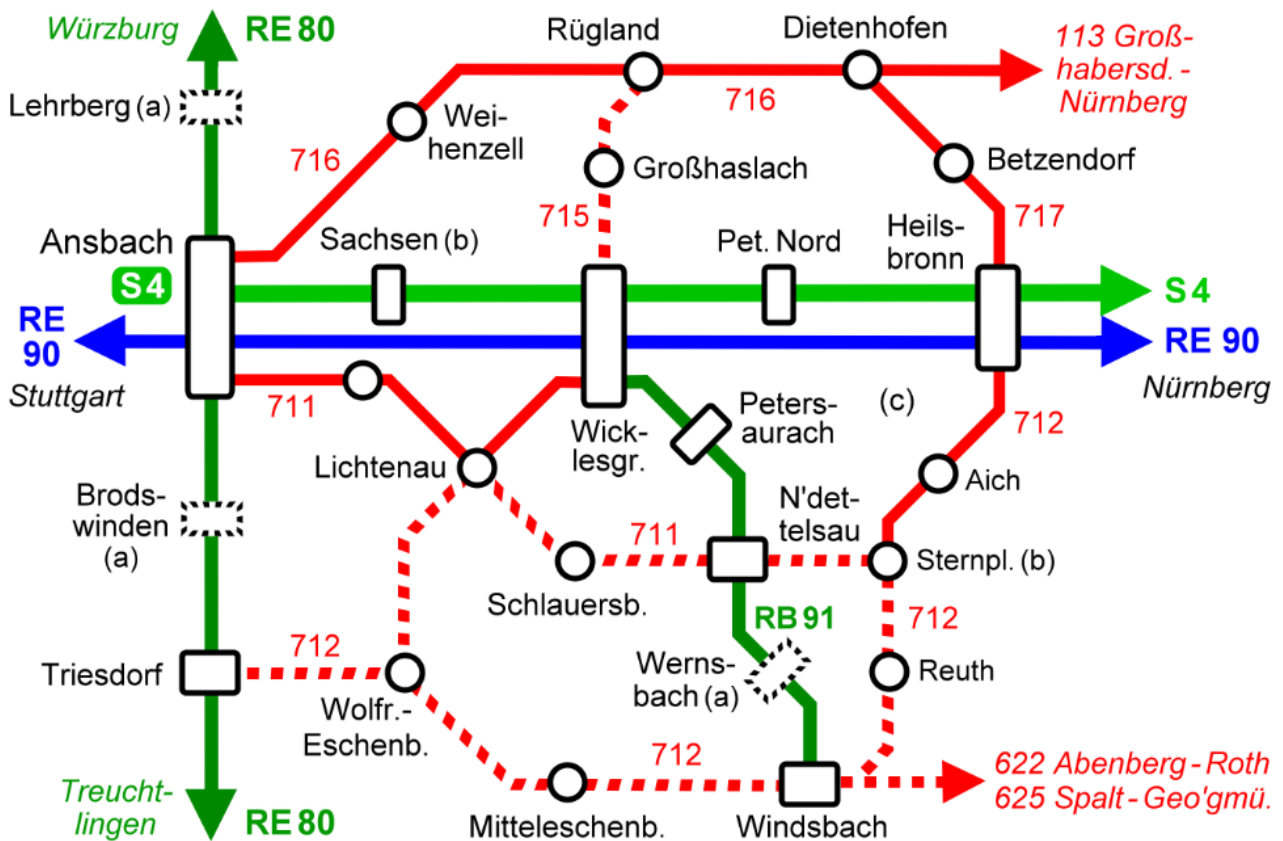 Würzburg
RE 80
Rügland
Dietenhofen
113 Groß-
habersd. -
Nürnberg
Lehrberg (a)
Wei-
henzell
716
716
Großhaslach
Betzendorf
715
717
Ansbach
Sachsen (b)
Pet. Nord
Heils-
bronn
S 4
S 4
RE
90
RE 90
Stuttgart
Nürnberg
711
Wick-
lesgr.
Peters-
aurach
(c)
712
Lichtenau
Aich
Brods-
winden
(a)
N'det-
telsau
711
Sternpl. (b)
Schlauersb.
RB 91
712
Triesdorf
712
Werns-
bach (a)
Reuth
Wolfr.-
Eschenb.
712
622 Abenberg - Roth
625 Spalt - Geo'gmü.
Treucht-
lingen
RE 80
Mitteleschenb.
Windsbach